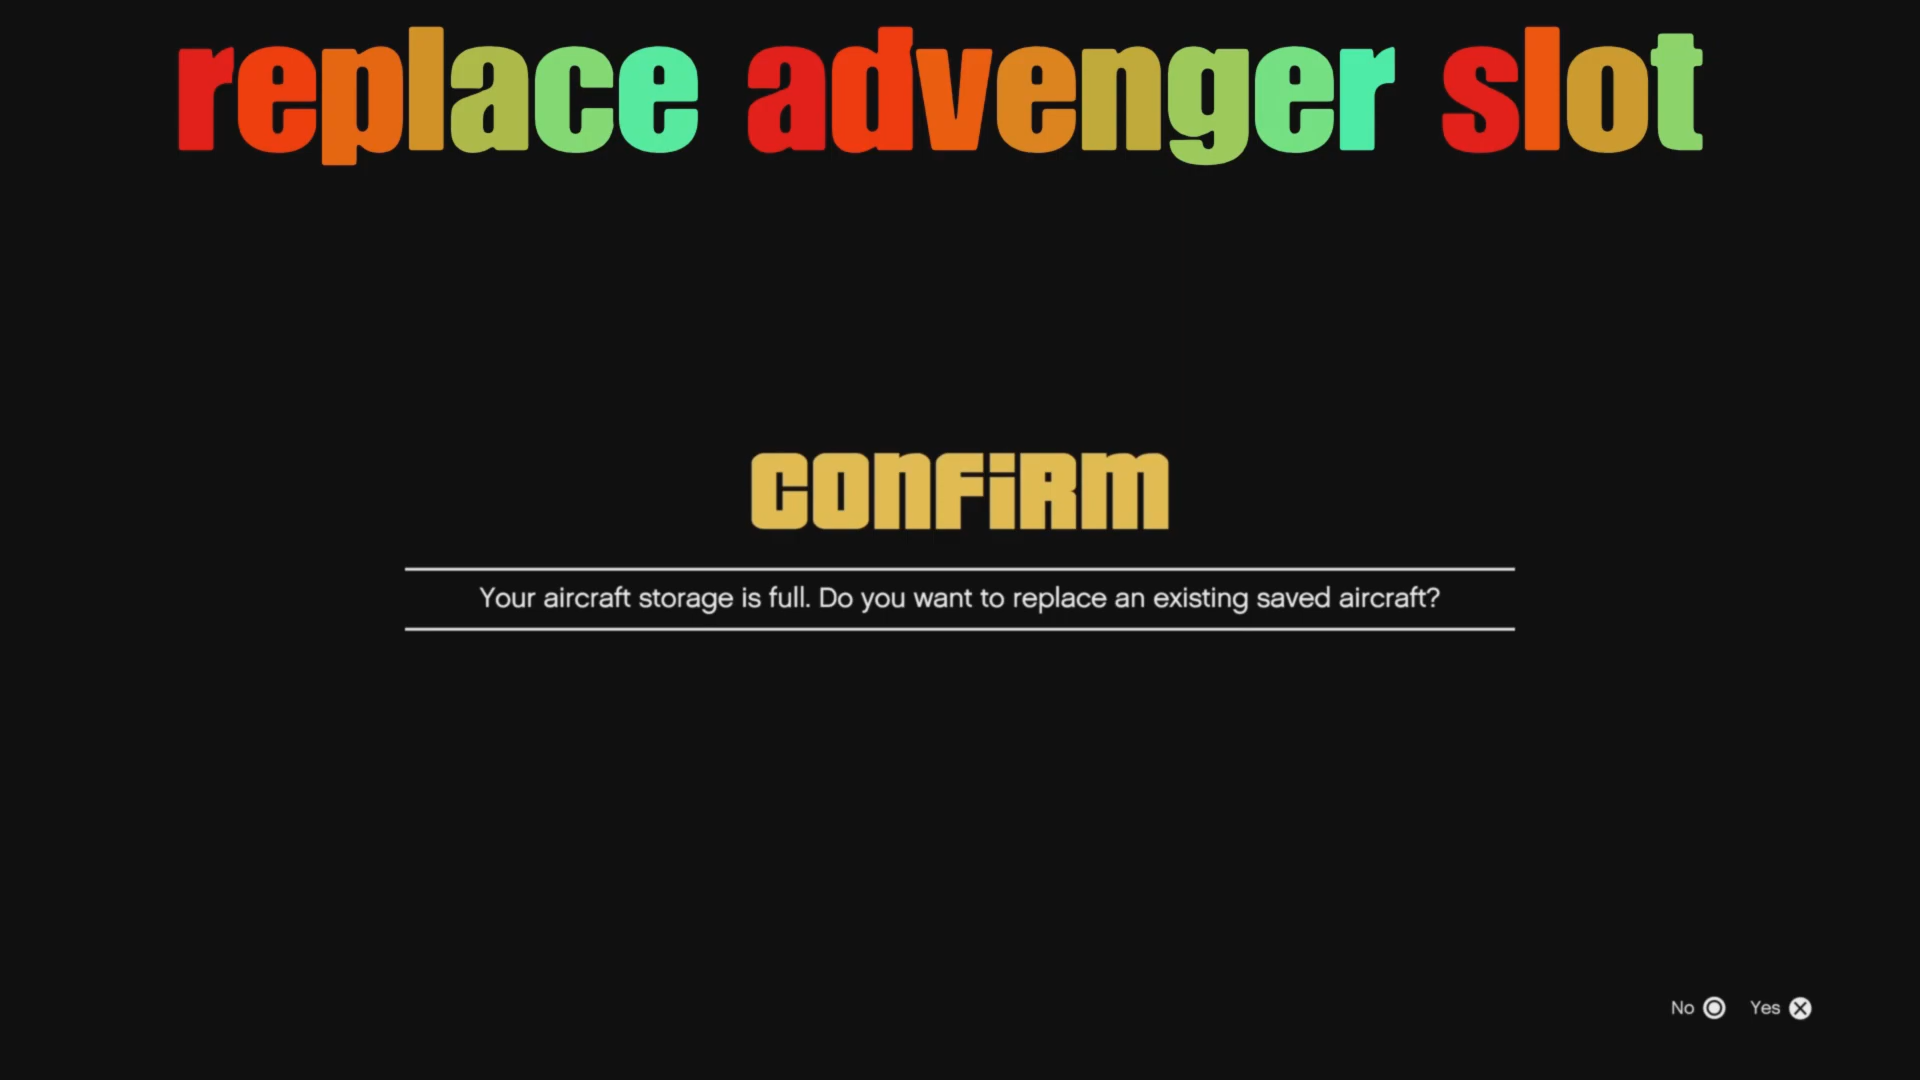 replace advenger slot
CONFIRM
Your aircraft storage is full. Do you want to replace an existing saved aircraft?
No Yes